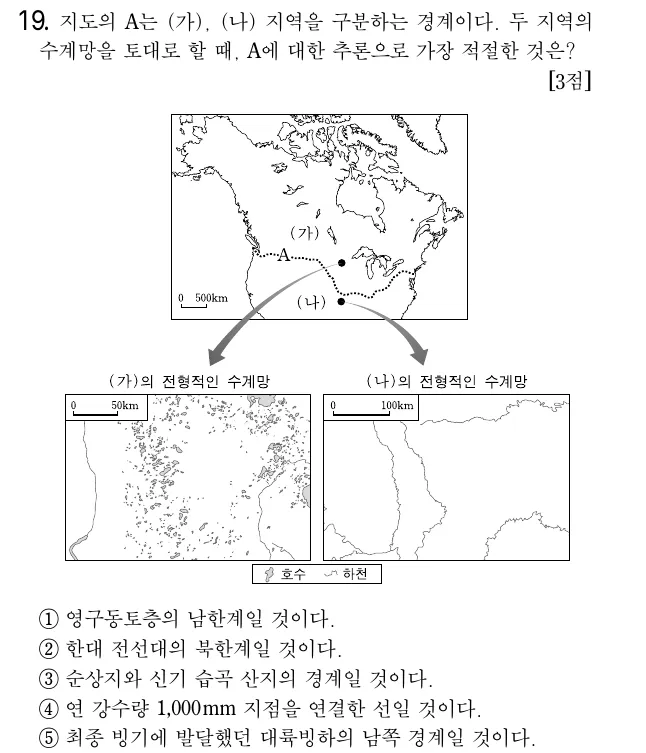 19. 지도의 A는 (가), (나) 지역을 구분하는 경계이다. 두 지역의
수계망을 토대로 할 때, A에 대한 추론으로 가장 적절한 것은?
[3점]
(가)
A
(나)
0 500km
(가)의 전형적인 수계망
(나)의 전형적인 수계망
0 50km
0 100km
호수 하천
① 영구동토층의 남한계일 것이다.
② 한대 전선대의 북한계일 것이다.
③ 순상지와 신기 습곡 산지의 경계일 것이다.
④ 연 강수량 1,000mm 지점을 연결한 선일 것이다.
⑤ 최종 빙기에 발달했던 대륙빙하의 남쪽 경계일 것이다.